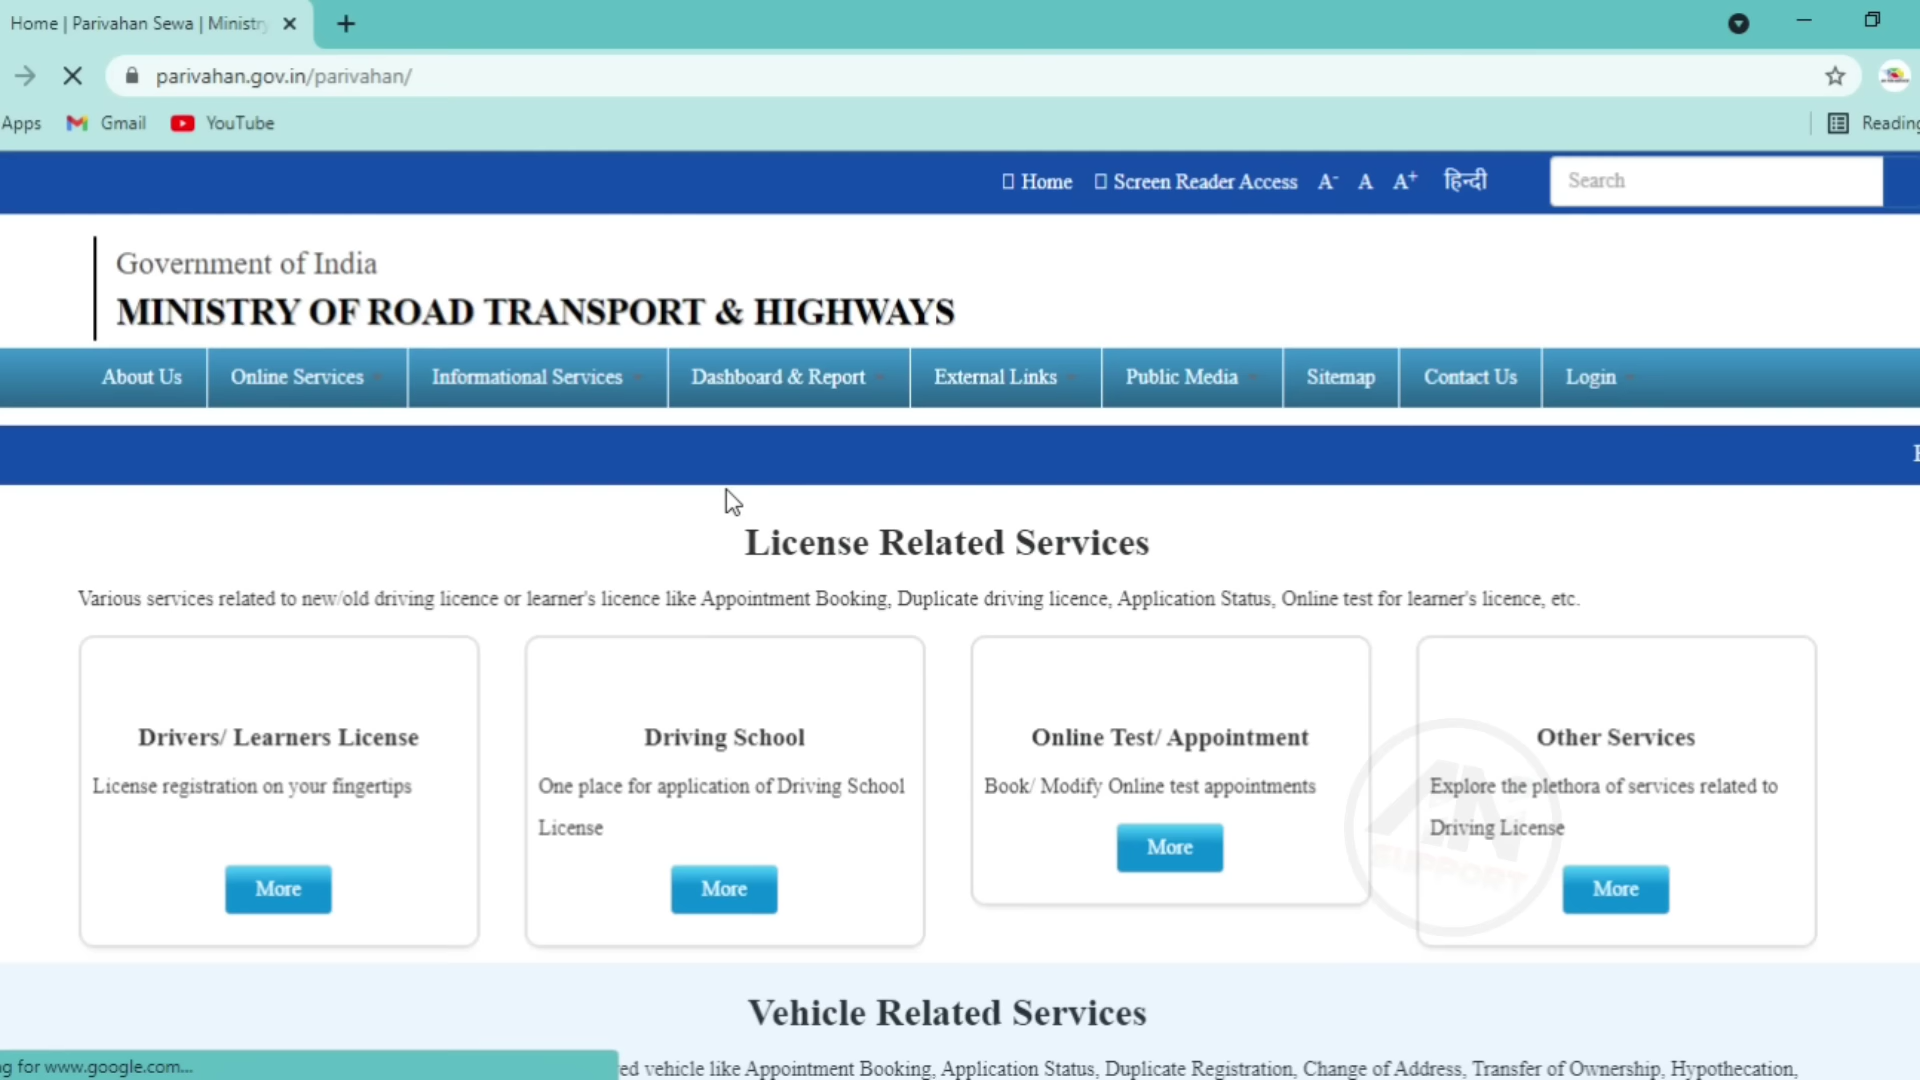 Home | Parivahan Sewa | Ministry
parivahan.gov.in/parivahan/
Apps Gmail YouTube Reading
Home Screen Reader Access A- A A+ हिन्दी Search
Government of India
MINISTRY OF ROAD TRANSPORT & HIGHWAYS
About Us Online Services Informational Services Dashboard & Report External Links Public Media Sitemap Contact Us Login
License Related Services
Various services related to new/old driving licence or learner's licence like Appointment Booking, Duplicate driving licence, Application Status, Online test for learner's licence, etc.
Drivers/ Learners License
License registration on your fingertips
More
Driving School
One place for application of Driving School
License
More
Online Test/ Appointment
Book/ Modify Online test appointments
More
Other Services
Explore the plethora of services related to
Driving License
More
AN
SUPPORT
Vehicle Related Services
g for www.google.com...
ed vehicle like Appointment Booking, Application Status, Duplicate Registration, Change of Address, Transfer of Ownership, Hypothecation,